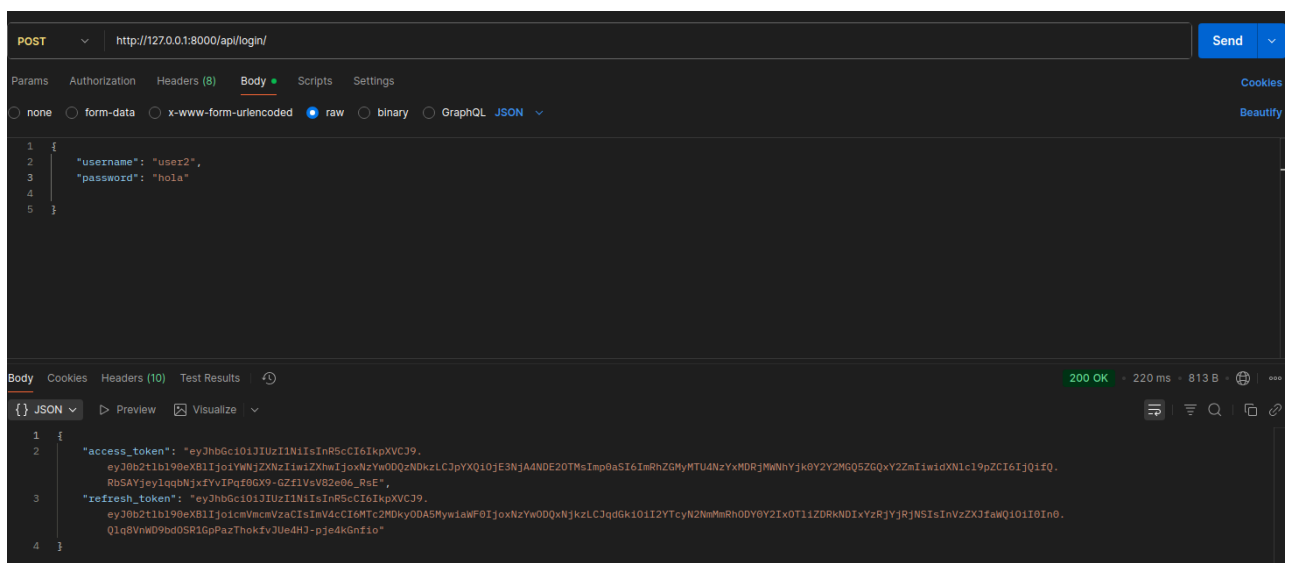 POST http://127.0.0.1:8000/api/login/ Send
Params Authorization Headers (8) Body Scripts Settings Cookies
none form-data x-www-form-urlencoded raw binary GraphQL JSON Beautify
1 {
2 "username": "user2",
3 "password": "hola"
4
5 }
Body Cookies Headers (10) Test Results 200 OK 220 ms 813 B
{} JSON Preview Visualize
1 {
2 "access_token": "eyJhbGciOiJIUzI1NiIsInR5cCI6IkpXVCJ9.
eyJ0b2tlbl90eXBlIjoiYWNjZXNzIiwiZXhwIjoxNzYwODQzNDkzLCJpYXQiOjE3NjA4NDE2OTMsImp0aSI6ImRhZGMyMTU4NzYxMDRjMWNhYjk0Y2Y2MGQ5ZGQxY2ZmIiwidXNlcl9pZCI6IjQifQ.
RbSAYjeylqqbNjxfYvIPqf0GX9-GZflVsV82e06_RsE",
3 "refresh_token": "eyJhbGciOiJIUzI1NiIsInR5cCI6IkpXVCJ9.
eyJ0b2tlbl90eXBlIjoicmVmcmVzaCIsImV4cCI6MTc2MDkyODA5MywiaWF0IjoxNzYwODQxNjkzLCJqdGkiOiI2YTcyN2NmMmRhODY0Y2IxOTliZDRkNDIxYzRjYjRjNSIsInVzZXJfaWQiOiI0In0.
Qlq8VnWD9bdOSR1GpPazThokfvJUe4HJ-pje4kGnfio"
4 }